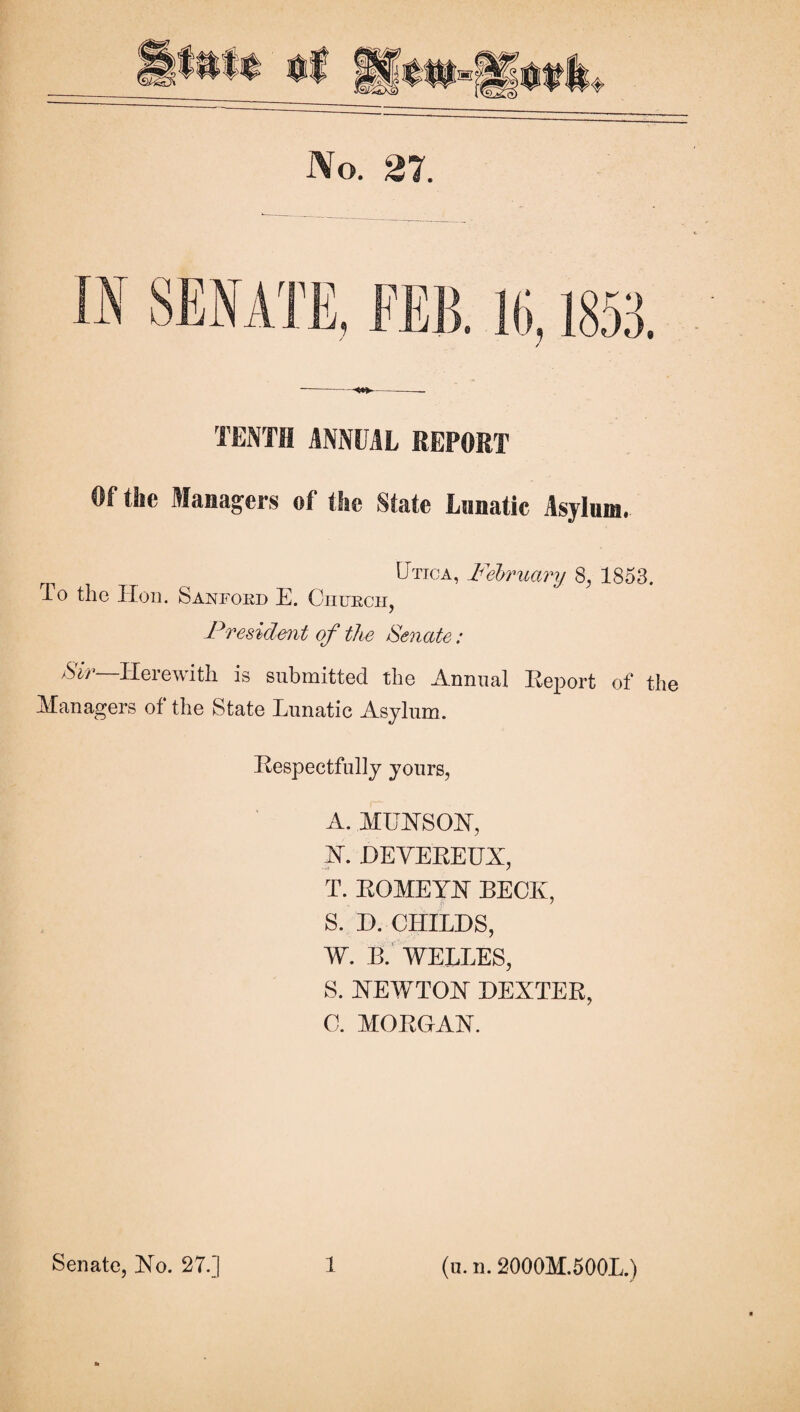 State of New-York.
No. 27.
IN SENATE, FEB. 16, 1853.
TENTH ANNUAL REPORT
Of the Managers of the State Lunatic Asylum.
UTICA, February 8, 1853.
To the Hon. SANFORD E. CHURCH,
President of the Senate:
Sir—Herewith is submitted the Annual Report of the
Managers of the State Lunatic Asylum.
Respectfully yours,
A. MUNSON,
N. DEVEREUX,
T. ROMEYN BECK,
S. D. CHILDS,
W. B. WELLES,
S. NEWTON DEXTER,
C. MORGAN.
Senate, No. 27.] 1 (u. n. 2000M.500L.)